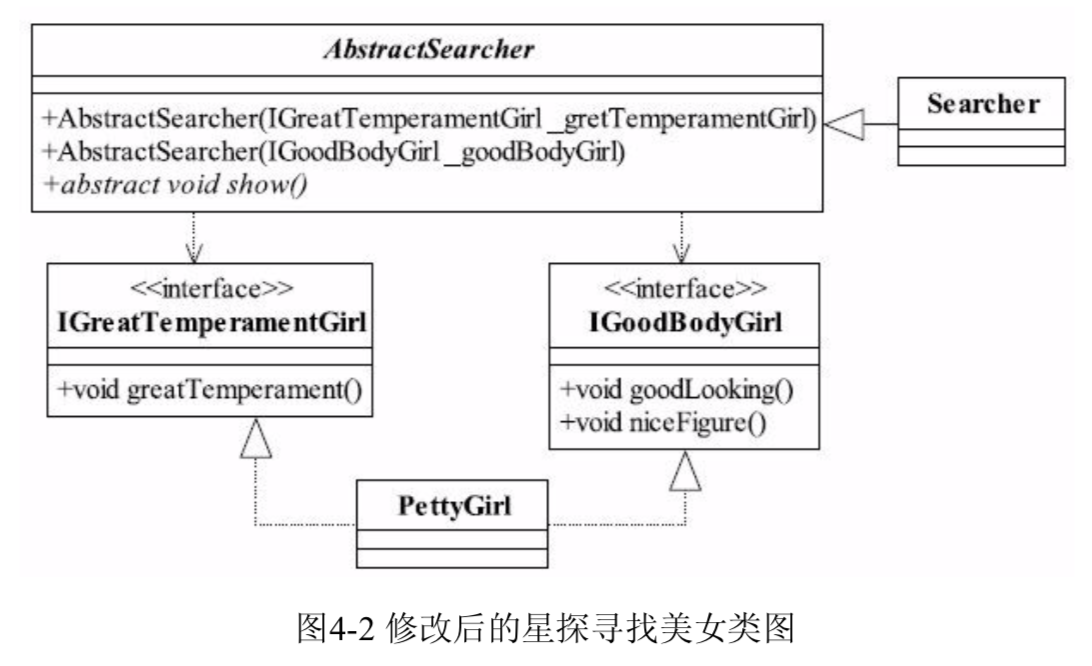 AbstractSearcher
+AbstractSearcher(IGreatTemperamentGirl _gretTemperamentGirl)
+AbstractSearcher(IGoodBodyGirl _goodBodyGirl)
+abstract void show()
Searcher
<<interface>>
IGreatTemperamentGirl
+void greatTemperament()
<<interface>>
IGoodBodyGirl
+void goodLooking()
+void niceFigure()
PettyGirl
图4-2 修改后的星探寻找美女类图